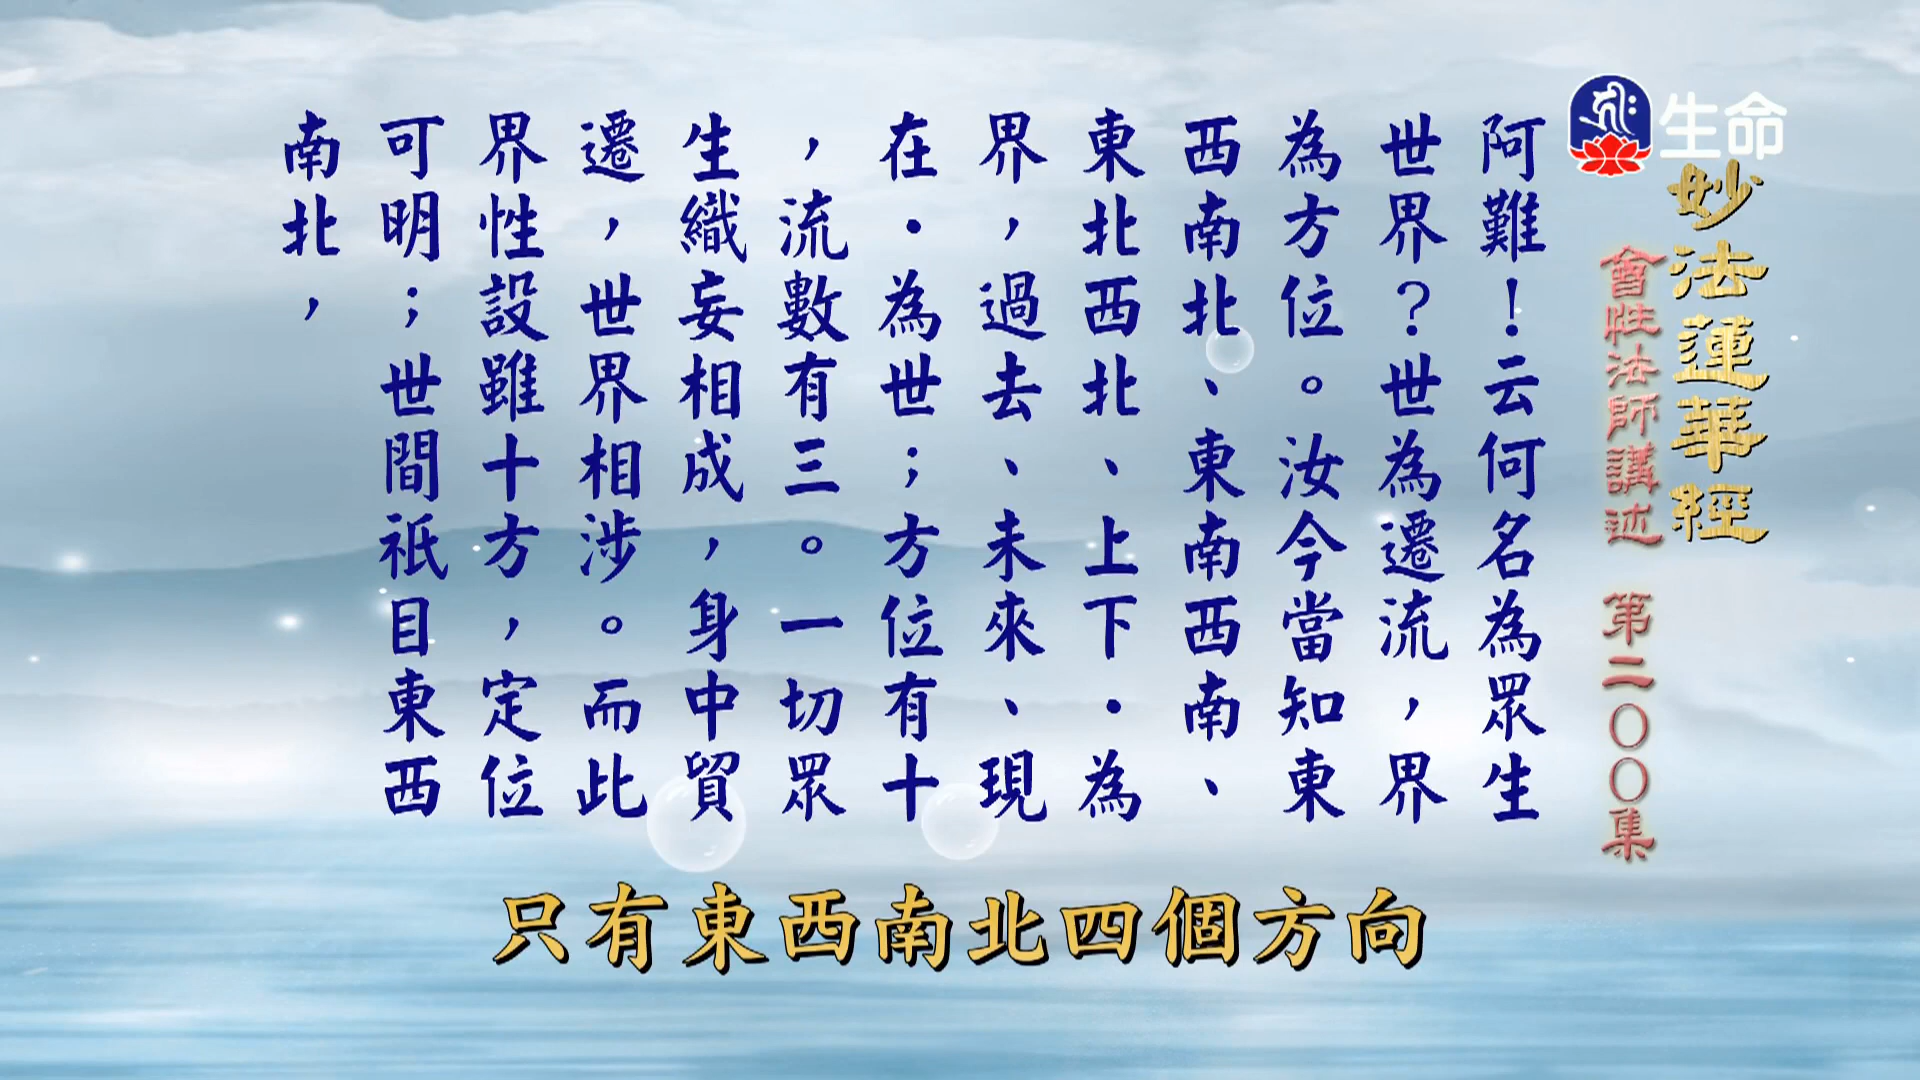 生命
妙法蓮華經
會性法師講述 第二〇〇集
阿難！云何名為眾生
世界？世為遷流，界
為方位。汝今當知東
西南北、東南西南、
東北西北、上下．為
界，過去、未來、現
在．為世；方位有十
，流數有三。一切眾
生織妄相成，身中貿
遷，世界相涉。而此
界性設雖十方，定位
可明；世間祇目東西
南北，
只有東西南北四個方向